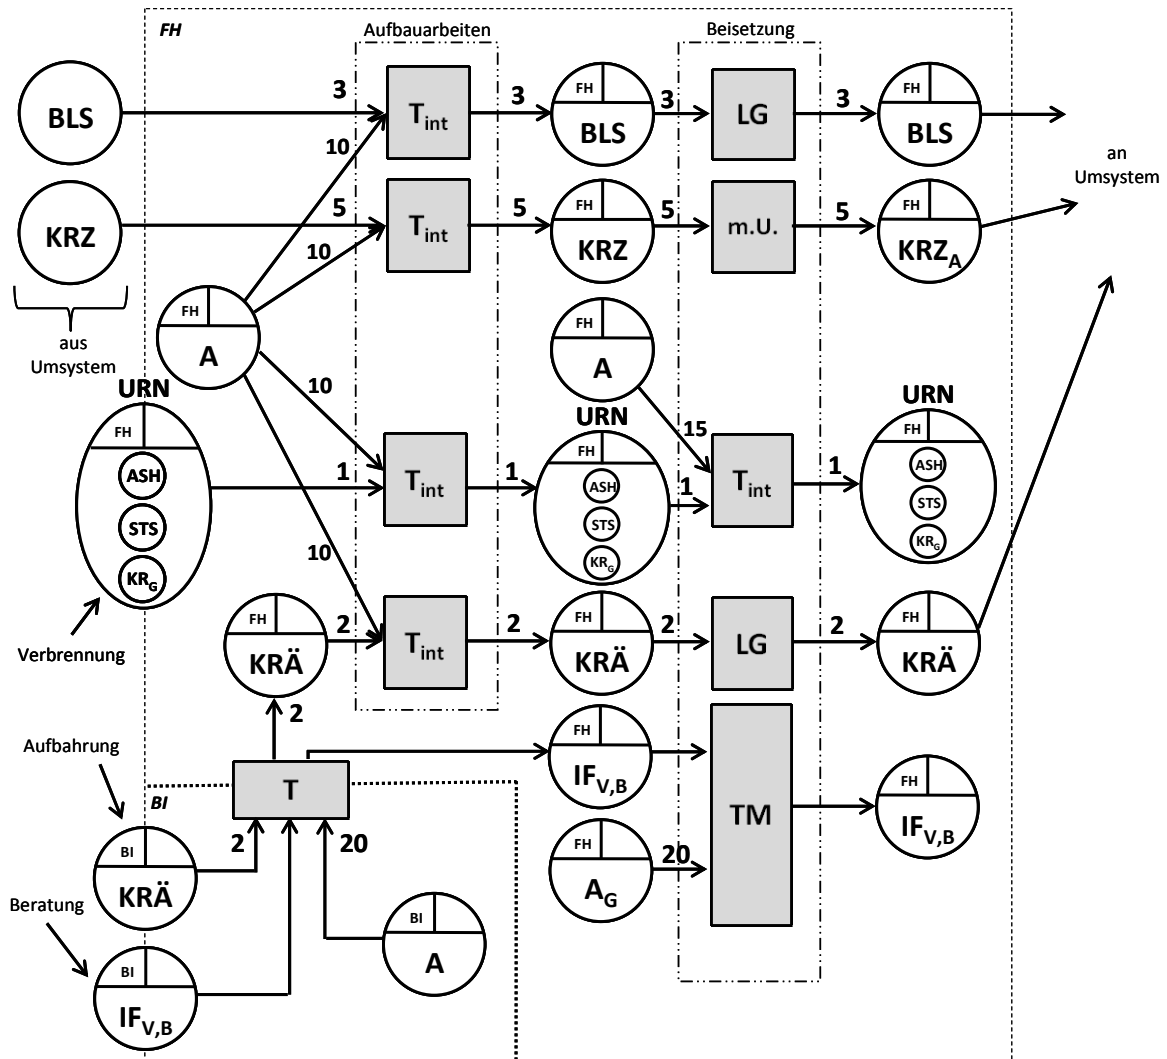 FH
Aufbauarbeiten
Beisetzung
BLS
3
T
int
3
FH
BLS
3
LG
3
FH
BLS
10
an
Umsystem
KRZ
5
T
int
5
FH
KRZ
5
m.U.
5
FH
KRZ
A
10
aus
Umsystem
FH
A
FH
A
URN
FH
ASH
STS
KR
G
10
1
T
int
1
URN
FH
ASH
STS
KR
G
15
1
T
int
1
URN
FH
ASH
STS
KR
G
10
Verbrennung
FH
KRÄ
2
T
int
2
FH
KRÄ
2
LG
2
FH
KRÄ
2
Aufbahrung
T
FH
IF
V,B
TM
FH
IF
V,B
BI
2
20
BI
KRÄ
FH
A
G
20
Beratung
BI
A
BI
IF
V,B